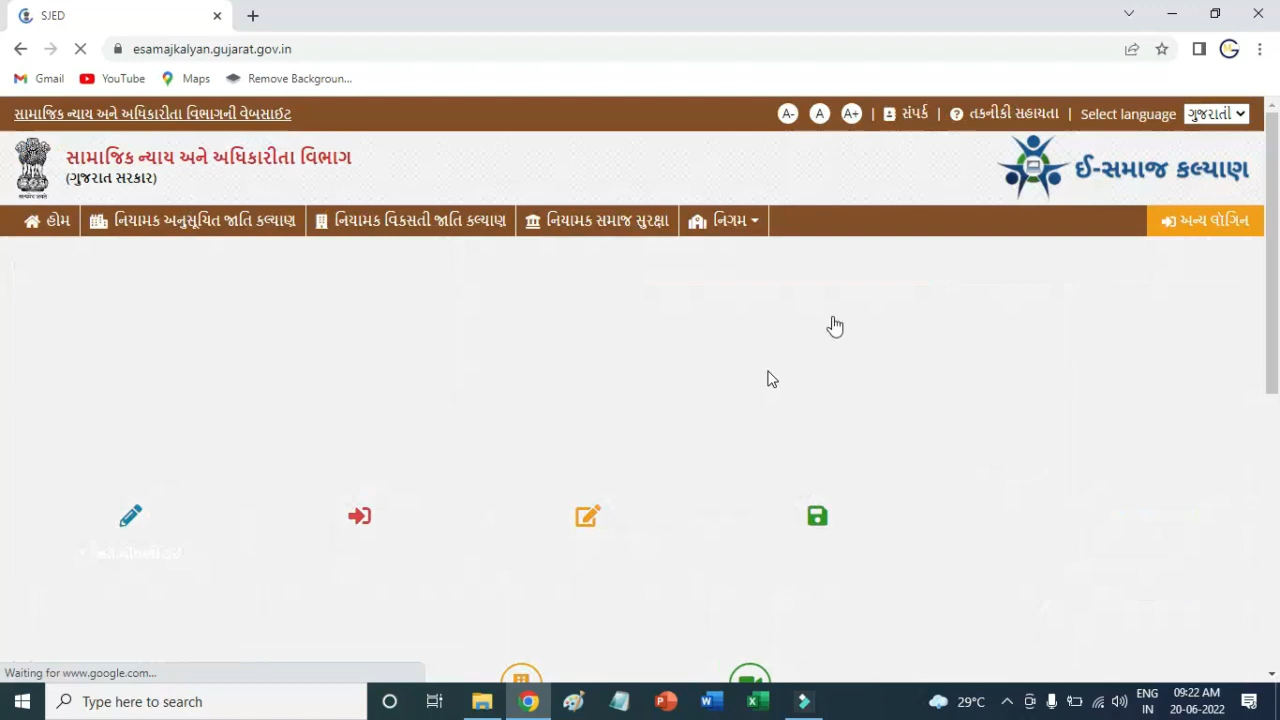 SJED
esamajkalyan.gujarat.gov.in
Gmail YouTube Maps Remove Backgroun...
સામાજિક ન્યાય અને અધિકારીતા વિભાગની વેબસાઈટ A- A A+ | સંપર્ક | તકનીકી સહાયતા | Select language ગુજરાતી
સામાજિક ન્યાય અને અધિકારીતા વિભાગ
(ગુજરાત સરકાર)
ઈ-સમાજ કલ્યાણ
હોમ નિયામક અનુસૂચિત જાતિ કલ્યાણ નિયામક વિકસતી જાતિ કલ્યાણ નિયામક સમાજ સુરક્ષા નિગમ અન્ય લૉગિન
Waiting for www.google.com...
Type here to search
29°C
ENG
IN
09:22 AM
20-06-2022